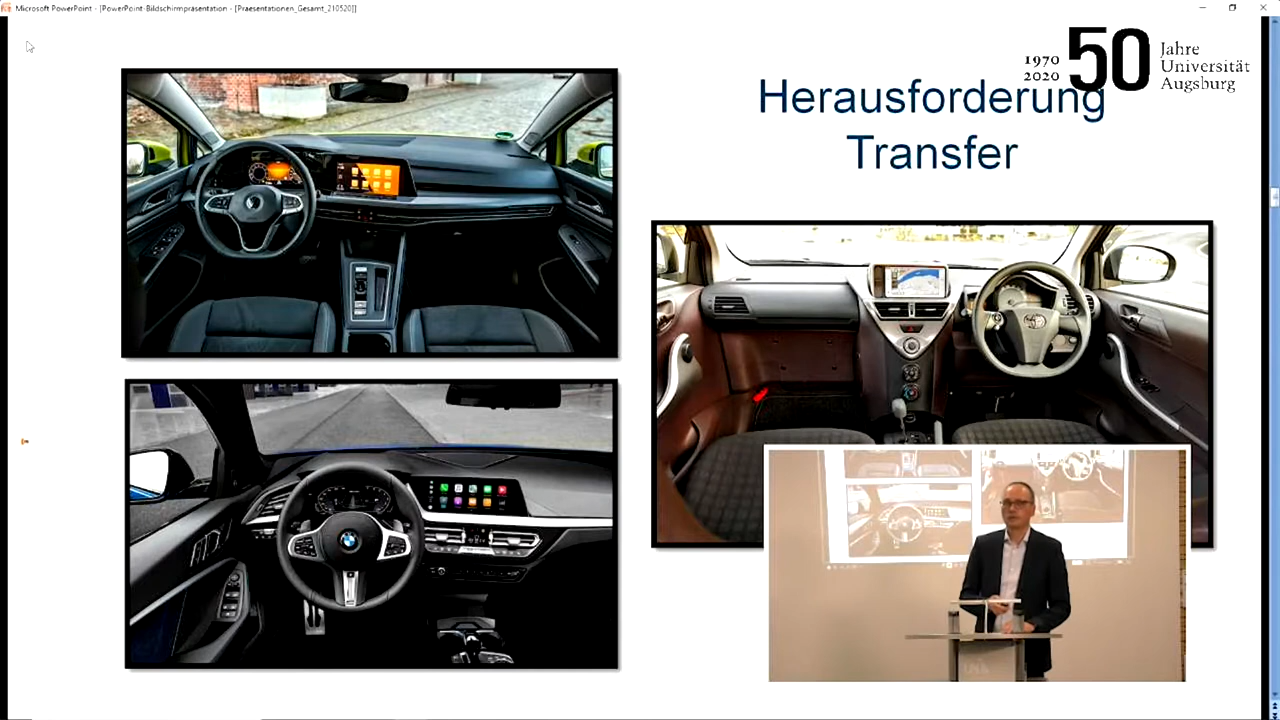 Microsoft PowerPoint - [PowerPoint-Bildschirmpräsentation - [Praesentationen_Gesamt_210520]]
1970
2020
50
Jahre
Universität
Augsburg
Herausforderung
Transfer